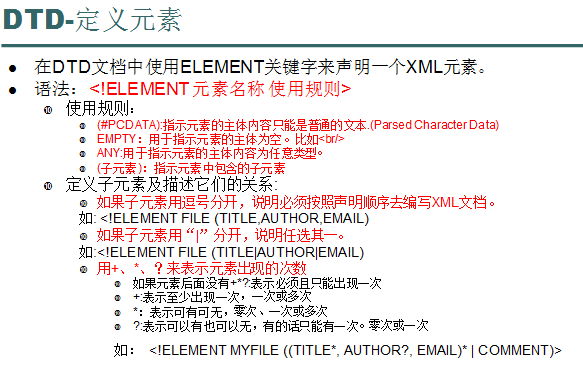 DTD-定义元素
在DTD文档中使用ELEMENT关键字来声明一个XML元素。
语法：<!ELEMENT 元素名称 使用规则>
使用规则：
(#PCDATA):指示元素的主体内容只能是普通的文本.(Parsed Character Data)
EMPTY：用于指示元素的主体为空。比如<br/>
ANY:用于指示元素的主体内容为任意类型。
(子元素)：指示元素中包含的子元素
定义子元素及描述它们的关系:
如果子元素用逗号分开，说明必须按照声明顺序去编写XML文档。
如: <!ELEMENT FILE (TITLE,AUTHOR,EMAIL)
如果子元素用“|”分开，说明任选其一。
如:<!ELEMENT FILE (TITLE|AUTHOR|EMAIL)
用+、*、？来表示元素出现的次数
如果元素后面没有+*?:表示必须且只能出现一次
+:表示至少出现一次，一次或多次
*：表示可有可无，零次、一次或多次
?:表示可以有也可以无，有的话只能有一次。零次或一次
如： <!ELEMENT MYFILE ((TITLE*, AUTHOR?, EMAIL)* | COMMENT)>